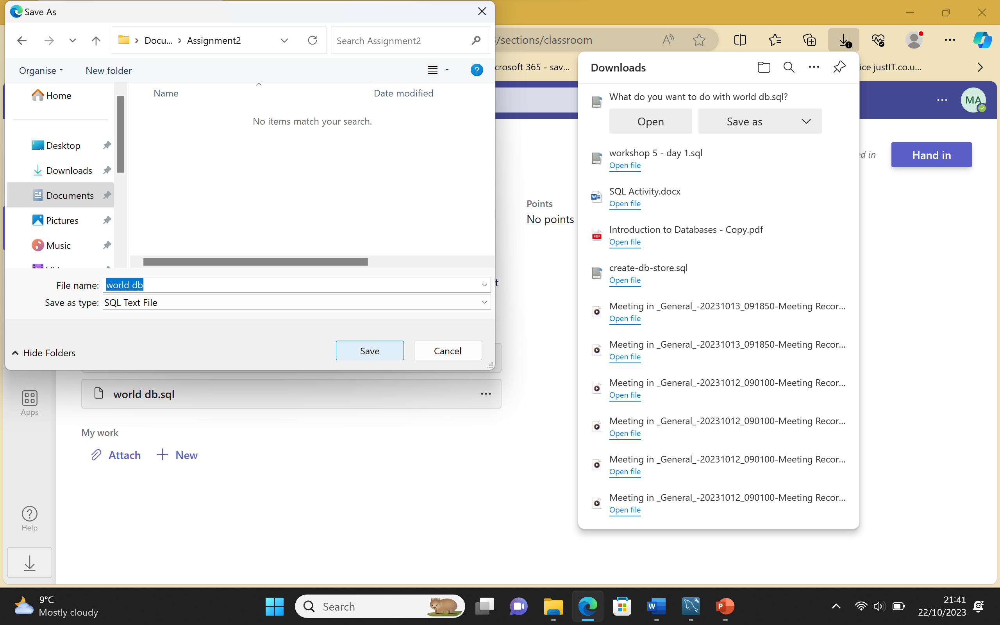 Save As
Docu...
Assignment2
Search Assignment2
Organise
New folder
Name
Date modified
No items match your search.
Home
Desktop
Downloads
Documents
Pictures
Music
File name:
world db
Save as type:
SQL Text File
Hide Folders
Save
Cancel
/sections/classroom
crosoft 365 - sav...
ice justIT.co.u...
MA
ed in
Hand in
Points
No points
t
Downloads
What do you want to do with world db.sql?
Open
Save as
workshop 5 - day 1.sql
Open file
SQL Activity.docx
Open file
Introduction to Databases - Copy.pdf
Open file
create-db-store.sql
Open file
Meeting in _General_-20231013_091850-Meeting Recor...
Open file
Meeting in _General_-20231013_091850-Meeting Recor...
Open file
Meeting in _General_-20231012_090100-Meeting Recor...
Open file
Meeting in _General_-20231012_090100-Meeting Recor...
Open file
Meeting in _General_-20231012_090100-Meeting Recor...
Open file
Meeting in _General_-20231012_090100-Meeting Recor...
Open file
world db.sql
My work
Attach
New
Apps
Help
9°C
Mostly cloudy
Search
21:41
22/10/2023